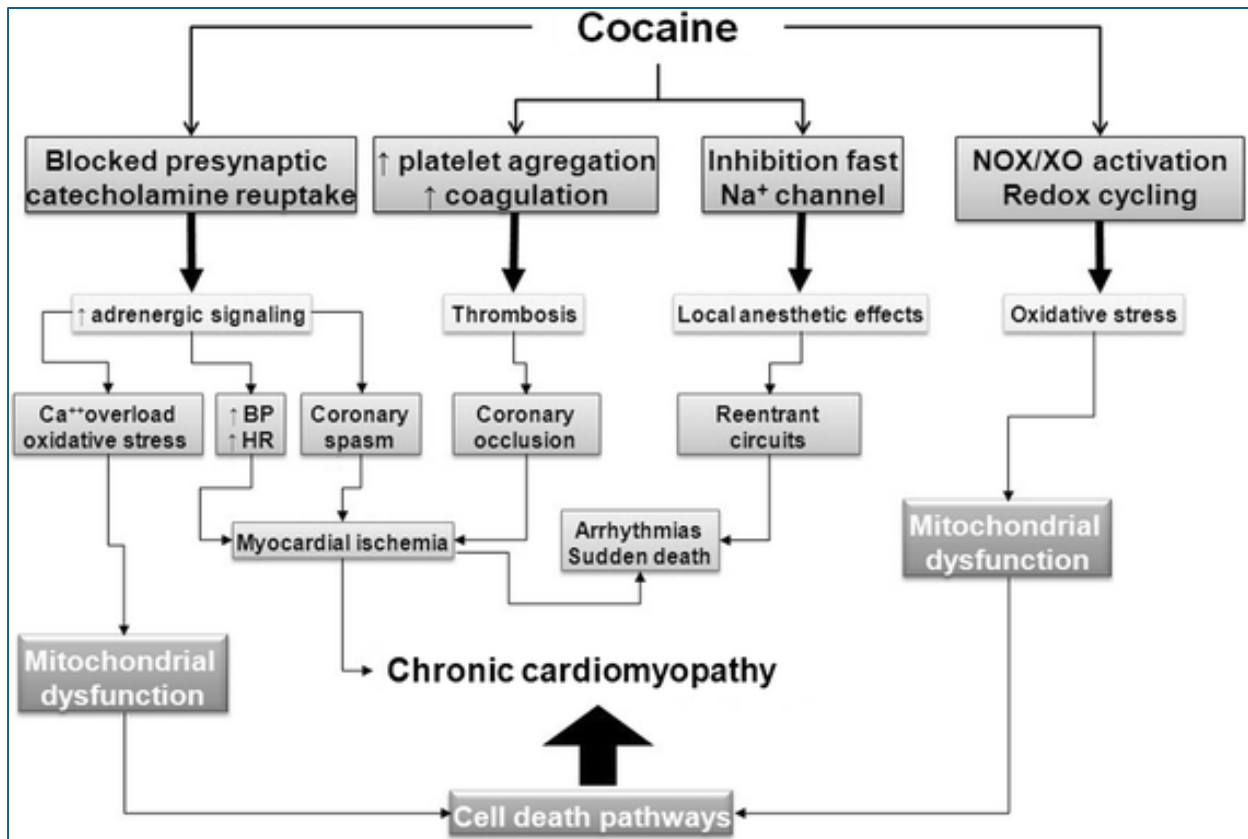 Cocaine
Blocked presynaptic
catecholamine reuptake
↑ platelet agregation
↑ coagulation
Inhibition fast
Na⁺ channel
NOX/XO activation
Redox cycling
↑ adrenergic signaling
Thrombosis
Local anesthetic effects
Oxidative stress
Ca⁺⁺overload
oxidative stress
↑ BP
↑ HR
Coronary
spasm
Coronary
occlusion
Reentrant
circuits
Myocardial ischemia
Arrhythmias
Sudden death
Mitochondrial
dysfunction
Mitochondrial
dysfunction
Chronic cardiomyopathy
Cell death pathways